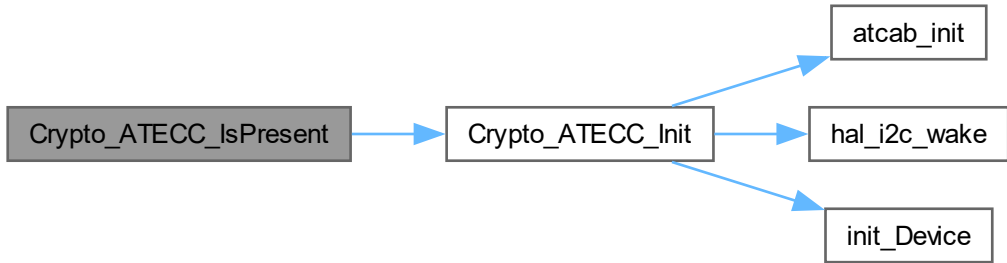 Crypto_ATECC_IsPresent
Crypto_ATECC_Init
atcab_init
hal_i2c_wake
init_Device